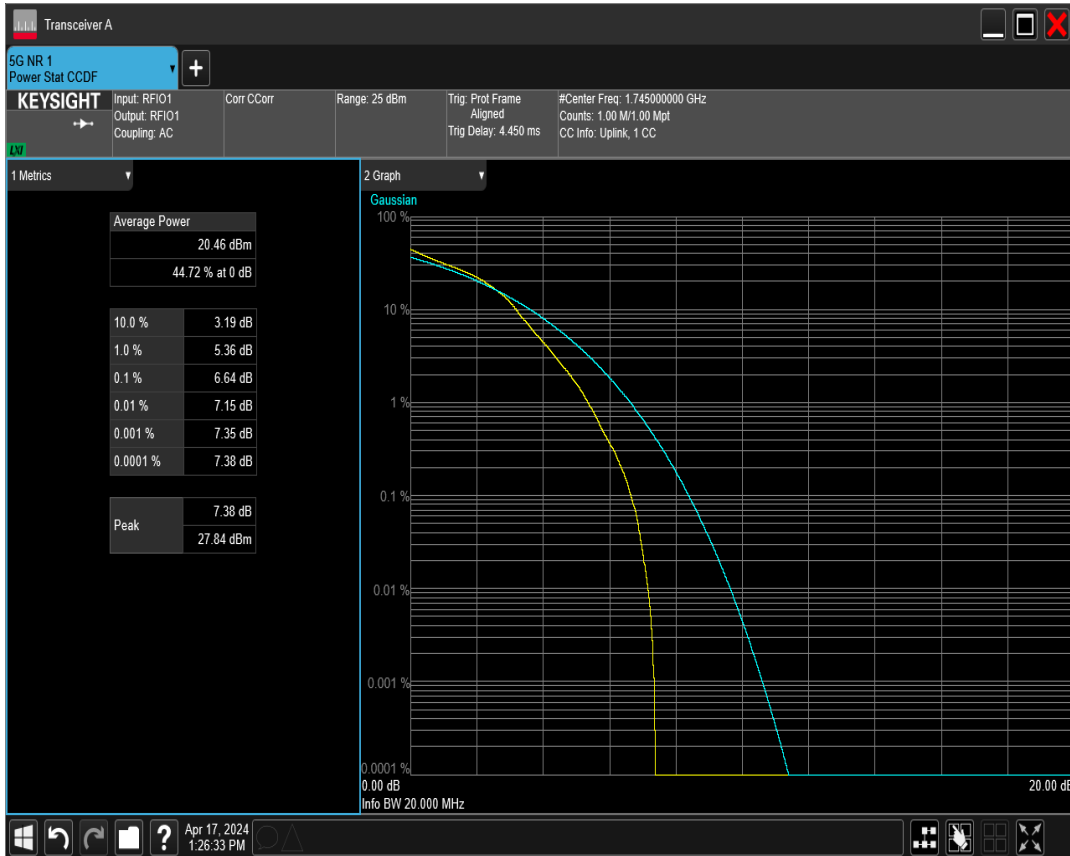 Transceiver A
5G NR 1
Power Stat CCDF
KEYSIGHT
LXI
Input: RFIO1
Output: RFIO1
Coupling: AC
Corr CCorr
Range: 25 dBm
Trig: Prot Frame
Aligned
Trig Delay: 4.450 ms
#Center Freq: 1.745000000 GHz
Counts: 1.00 M/1.00 Mpt
CC Info: Uplink, 1 CC
1 Metrics
Average Power
20.46 dBm
44.72 % at 0 dB
10.0 % 3.19 dB
1.0 % 5.36 dB
0.1 % 6.64 dB
0.01 % 7.15 dB
0.001 % 7.35 dB
0.0001 % 7.38 dB
Peak
7.38 dB
27.84 dBm
2 Graph
Gaussian
100 %
10 %
1 %
0.1 %
0.01 %
0.001 %
0.0001 %
0.00 dB
20.00 dB
Info BW 20.000 MHz
?
Apr 17, 2024
1:26:33 PM